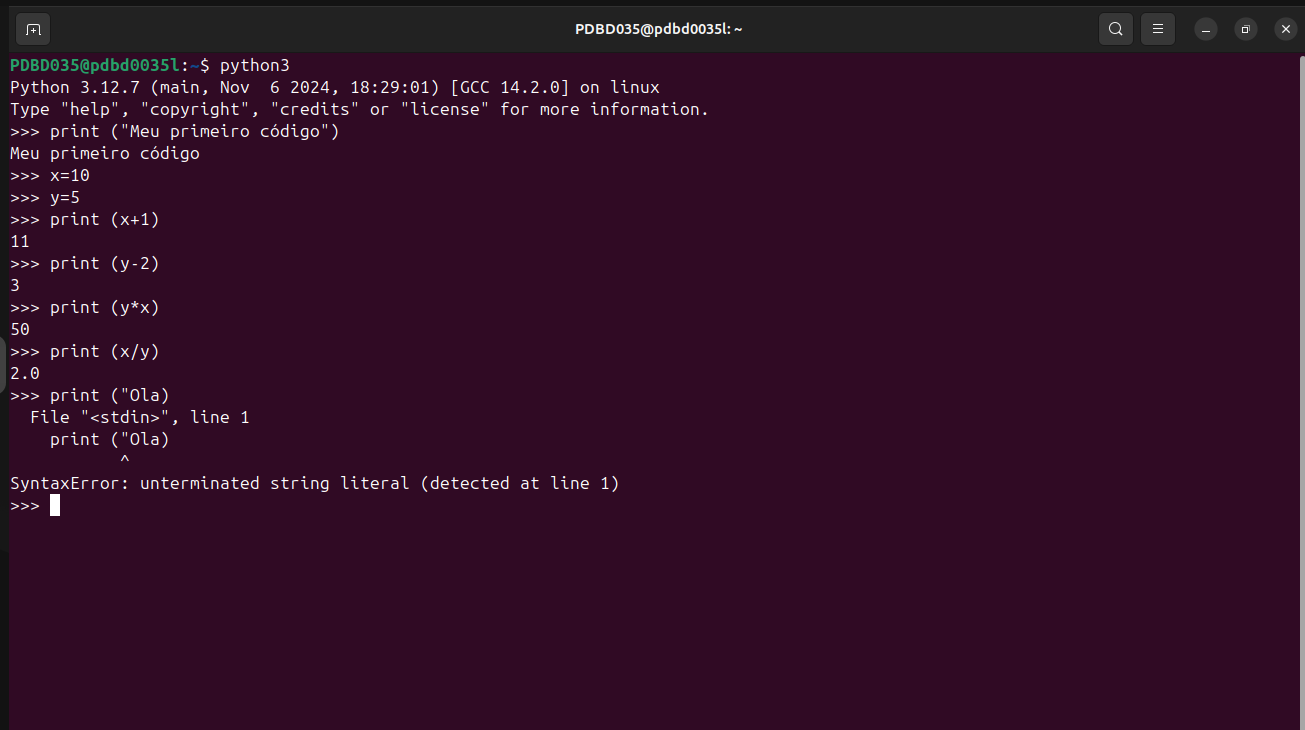 PDBD035@pdbd0035l: ~
PDBD035@pdbd0035l:~$ python3
Python 3.12.7 (main, Nov  6 2024, 18:29:01) [GCC 14.2.0] on linux
Type "help", "copyright", "credits" or "license" for more information.
>>> print ("Meu primeiro código")
Meu primeiro código
>>> x=10
>>> y=5
>>> print (x+1)
11
>>> print (y-2)
3
>>> print (y*x)
50
>>> print (x/y)
2.0
>>> print ("Ola)
  File "<stdin>", line 1
    print ("Ola)
           ^
SyntaxError: unterminated string literal (detected at line 1)
>>>